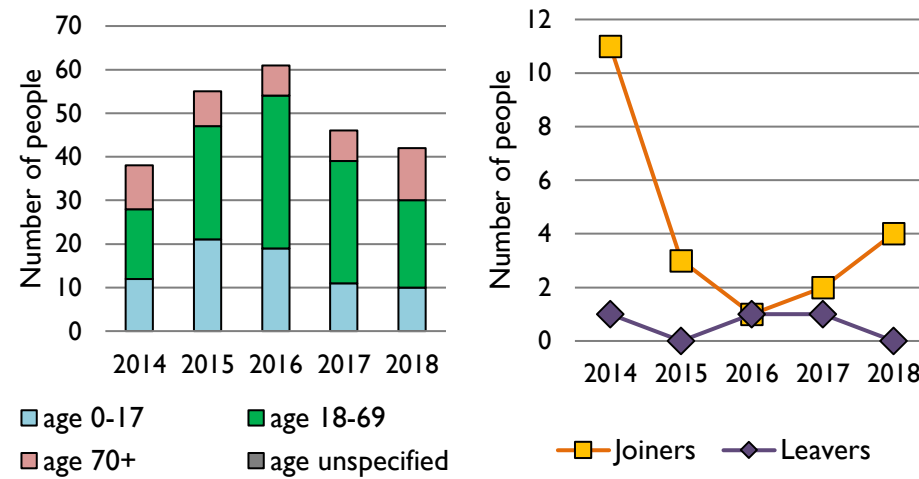 Number of people
70
60
50
40
30
20
10
0
2014 2015 2016 2017 2018
age 0-17 age 18-69
age 70+ age unspecified
Number of people
12
10
8
6
4
2
0
2014 2015 2016 2017 2018
Joiners Leavers